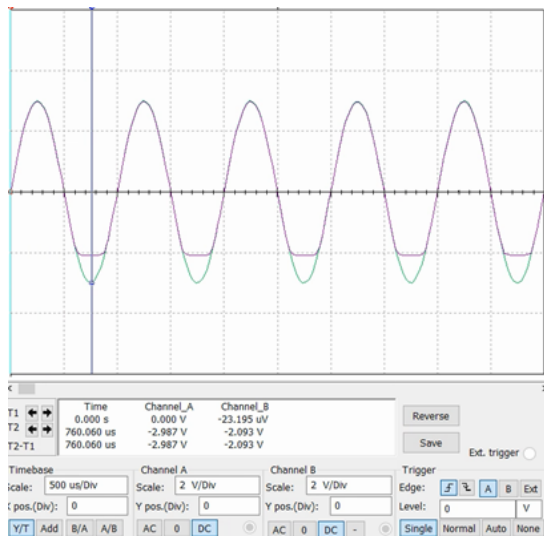 Time Channel_A Channel_B
T1 0.000 s 0.000 V -23.195 uV
T2 760.060 us -2.987 V -2.093 V
T2-T1 760.060 us -2.987 V -2.093 V
Reverse
Save
Ext. trigger
Timebase
Scale: 500 us/Div
X pos.(Div): 0
Y/T Add B/A A/B
Channel A
Scale: 2 V/Div
Y pos.(Div): 0
AC 0 DC
Channel B
Scale: 2 V/Div
Y pos.(Div): 0
AC 0 DC -
Trigger
Edge: A B Ext
Level: 0 V
Single Normal Auto None